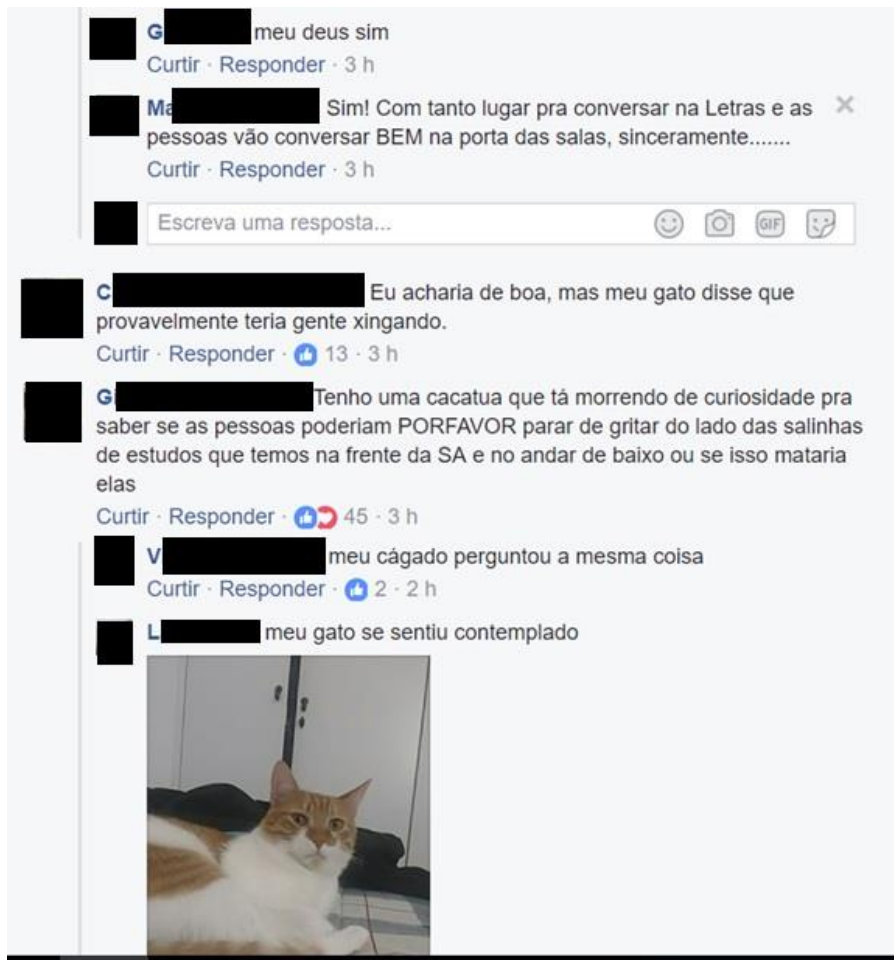 G meu deus sim
Curtir · Responder · 3 h
Ma Sim! Com tanto lugar pra conversar na Letras e as
pessoas vão conversar BEM na porta das salas, sinceramente.......
Curtir · Responder · 3 h
Escreva uma resposta...
GIF
C Eu acharia de boa, mas meu gato disse que
provavelmente teria gente xingando.
Curtir · Responder · 13 · 3 h
Gi Tenho uma cacatua que tá morrendo de curiosidade pra
saber se as pessoas poderiam PORFAVOR parar de gritar do lado das salinhas
de estudos que temos na frente da SA e no andar de baixo ou se isso mataria
elas
Curtir · Responder · 45 · 3 h
V meu cágado perguntou a mesma coisa
Curtir · Responder · 2 · 2 h
L meu gato se sentiu contemplado